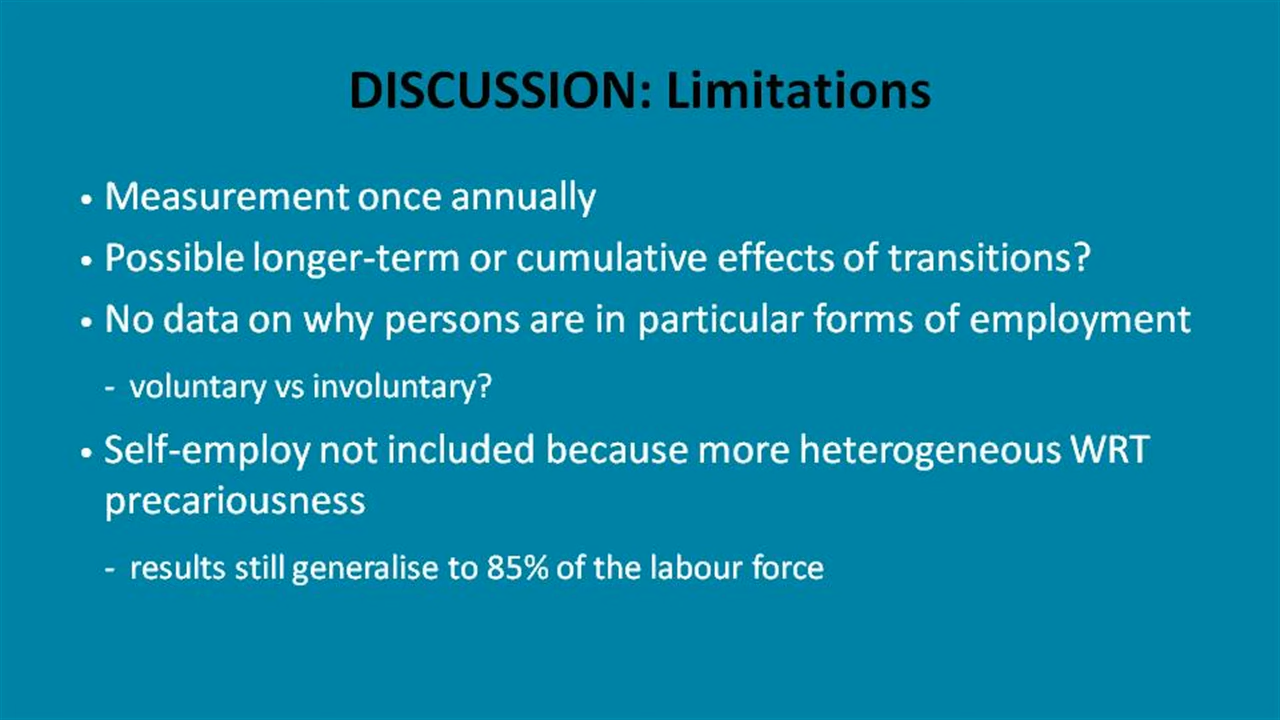 DISCUSSION: Limitations
• Measurement once annually
• Possible longer-term or cumulative effects of transitions?
• No data on why persons are in particular forms of employment
- voluntary vs involuntary?
• Self-employ not included because more heterogeneous WRT
precariousness
- results still generalise to 85% of the labour force